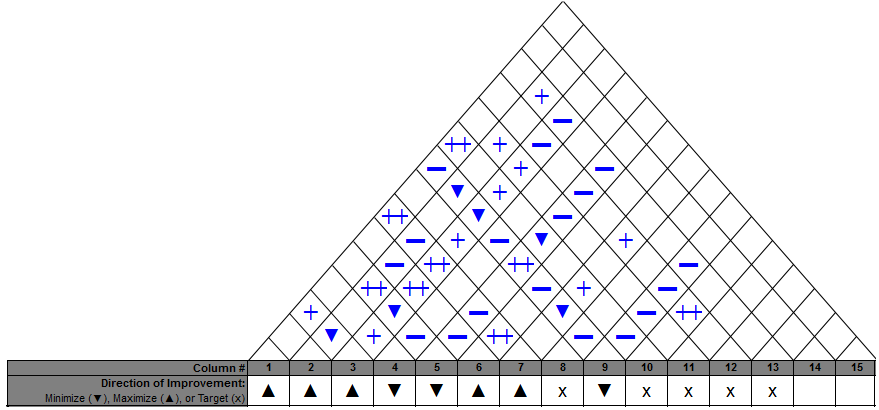 +
−
++ + −
− + −
▼ + −
++ ▼ −
− + − ▼ +
− ++ ++ −
++ ++ − + −
+ ▼ − ▼ − ++
▼ + − − ++ − −
Column # 1 2 3 4 5 6 7 8 9 10 11 12 13 14 15
Direction of Improvement:
Minimize (▼), Maximize (▲), or Target (x) ▲ ▲ ▲ ▼ ▼ ▲ ▲ x ▼ x x x x